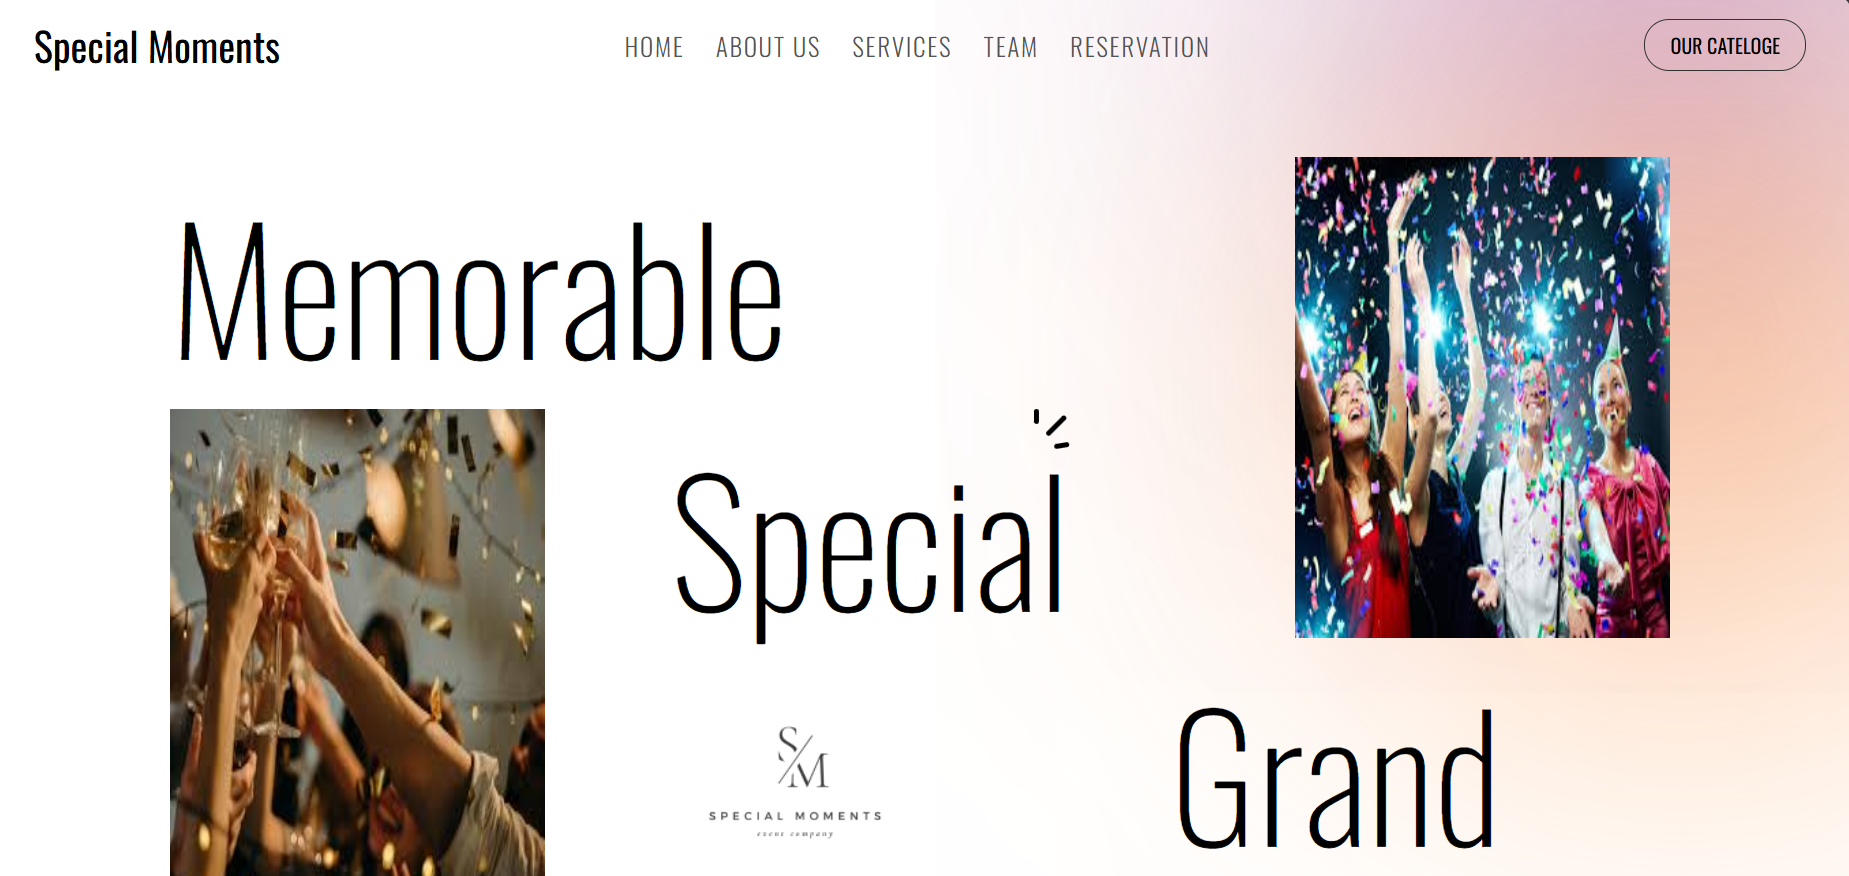 Special Moments
HOME ABOUT US SERVICES TEAM RESERVATION
OUR CATELOGE
Memorable
Special
Grand
S/M
SPECIAL MOMENTS
event company